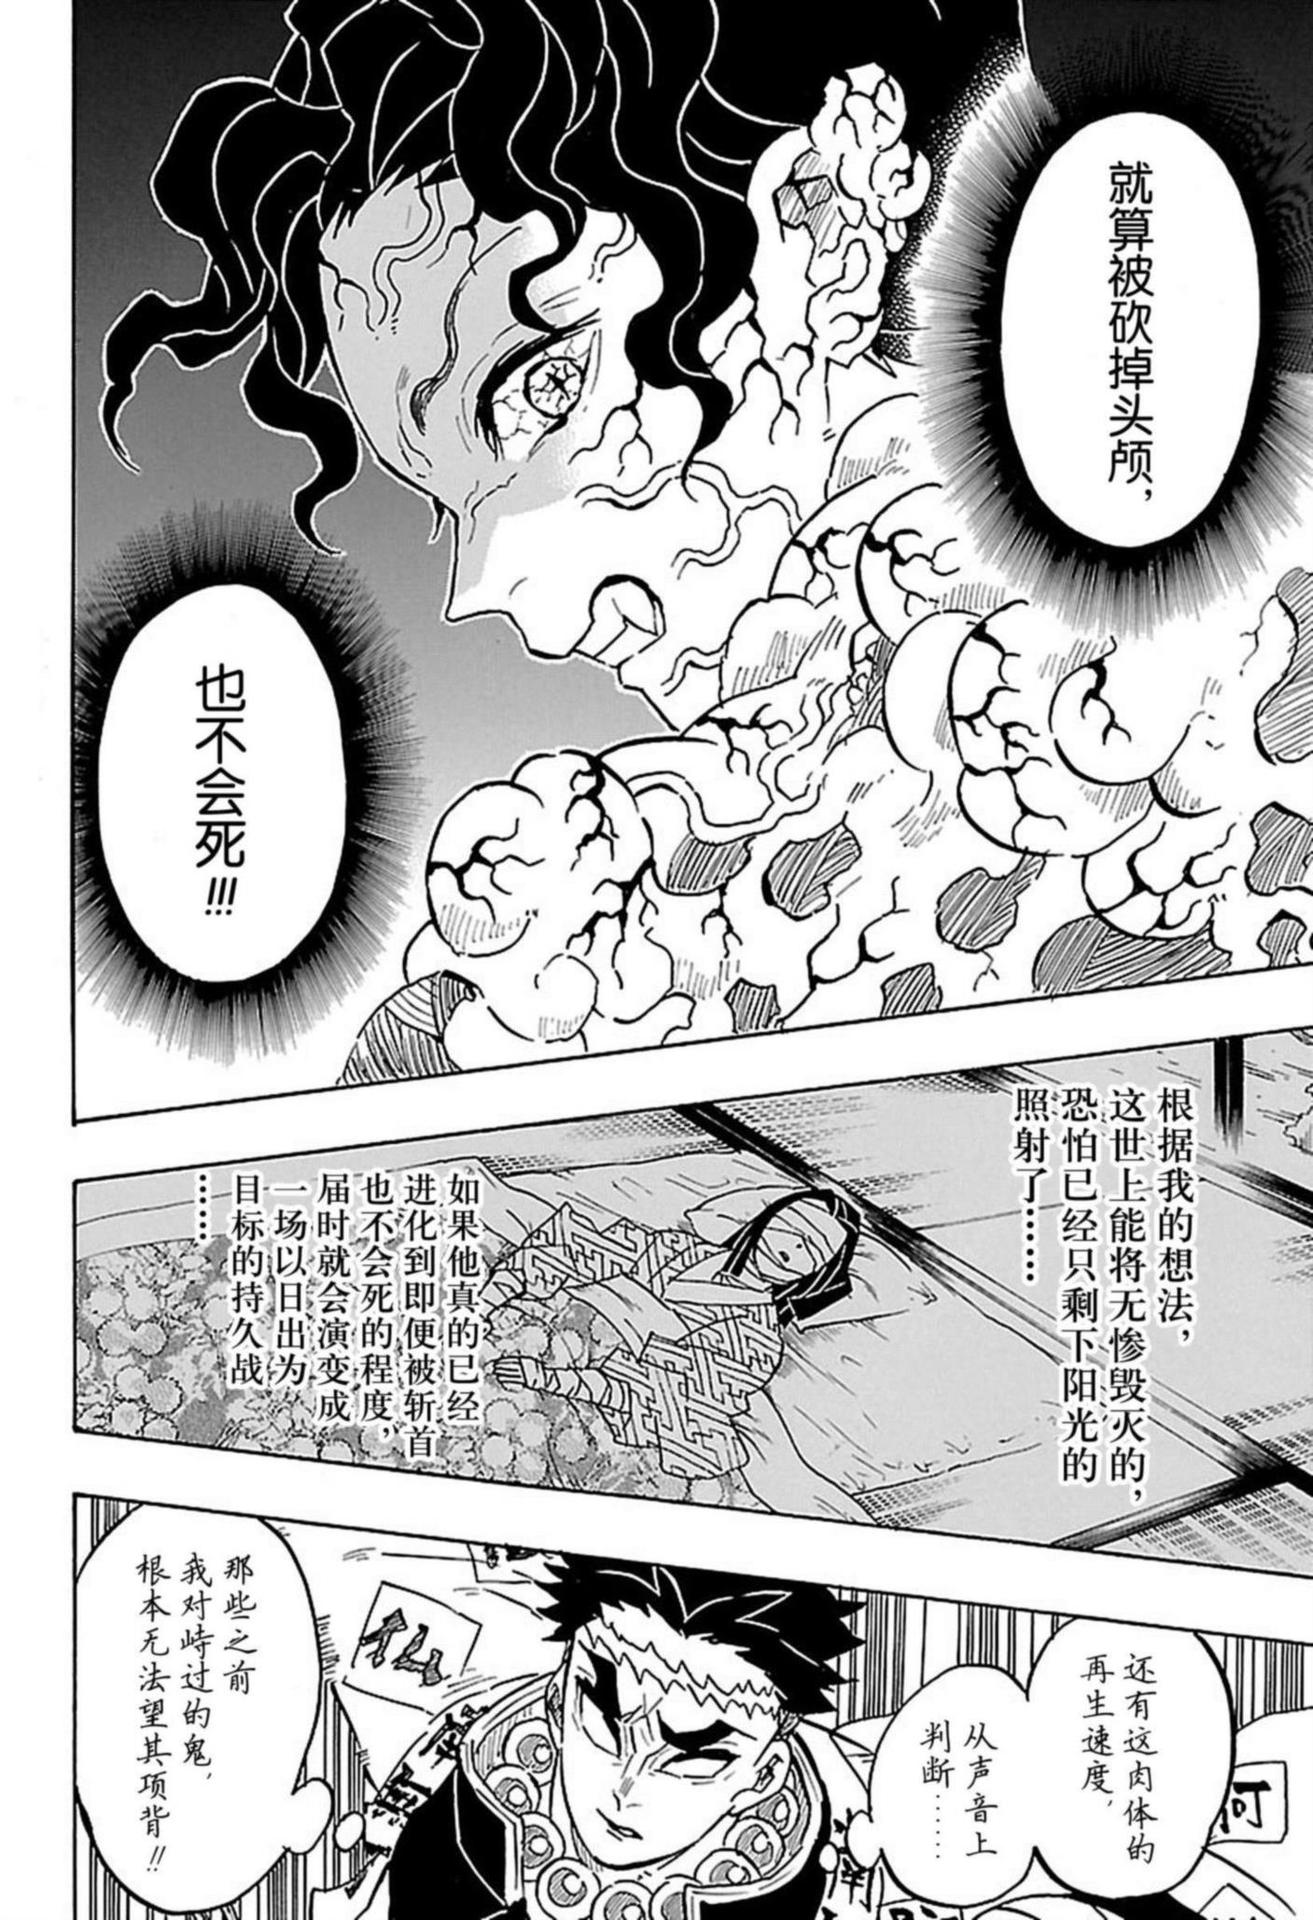 就算被砍掉头颅，
也不会死!!!
根据我的想法，
这世上能将无惨毁灭的，
恐怕已经只剩下阳光的
照射了……
如果他真的已经
进化到即便被斩首
也不会死的程度，
届时就会演变成
一场以日出为
目标的持久战
……
还有这肉体的
再生速度，
从声音上
判断……
那些之前
我对峙过的鬼，
根本无法望其项背!!